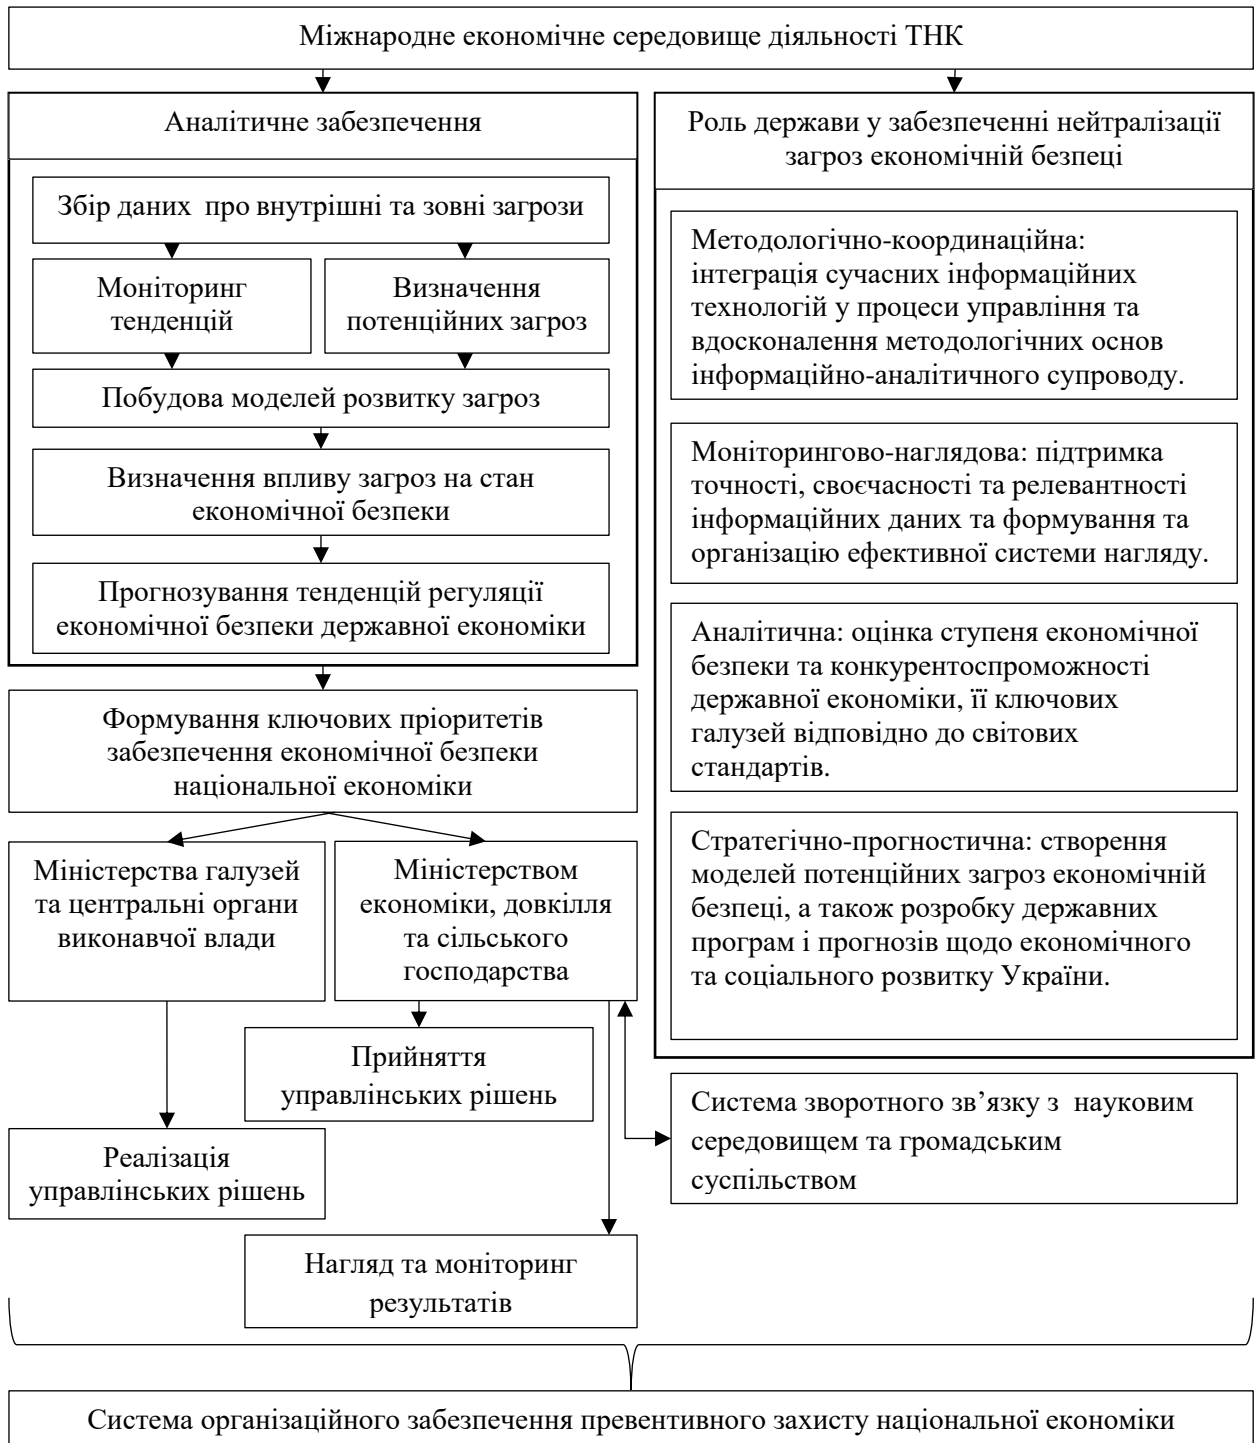 Міжнародне економічне середовище діяльності ТНК
Аналітичне забезпечення
Збір даних про внутрішні та зовні загрози
Моніторинг
тенденцій
Визначення
потенційних загроз
Побудова моделей розвитку загроз
Визначення впливу загроз на стан
економічної безпеки
Прогнозування тенденцій регуляції
економічної безпеки державної економіки
Формування ключових пріоритетів
забезпечення економічної безпеки
національної економіки
Міністерства галузей
та центральні органи
виконавчої влади
Міністерством
економіки, довкілля
та сільського
господарства
Прийняття
управлінських рішень
Реалізація
управлінських рішень
Нагляд та моніторинг
результатів
Роль держави у забезпеченні нейтралізації
загроз економічній безпеці
Методологічно-координаційна:
інтеграція сучасних інформаційних
технологій у процеси управління та
вдосконалення методологічних основ
інформаційно-аналітичного супроводу.
Моніторингово-наглядова: підтримка
точності, своєчасності та релевантності
інформаційних даних та формування та
організацію ефективної системи нагляду.
Аналітична: оцінка ступеня економічної
безпеки та конкурентоспроможності
державної економіки, її ключових
галузей відповідно до світових
стандартів.
Стратегічно-прогностична: створення
моделей потенційних загроз економічній
безпеці, а також розробку державних
програм і прогнозів щодо економічного
та соціального розвитку України.
Система зворотного зв’язку з науковим
середовищем та громадським
суспільством
Система організаційного забезпечення превентивного захисту національної економіки